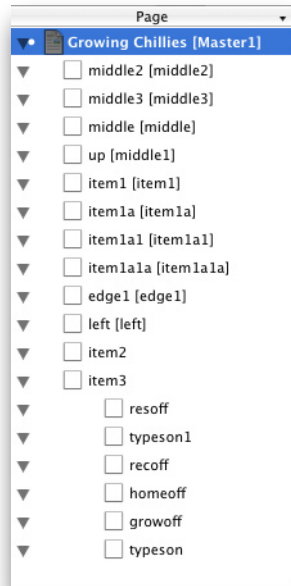 Page
Growing Chillies [Master1]
middle2 [middle2]
middle3 [middle3]
middle [middle]
up [middle1]
item1 [item1]
item1a [item1a]
item1a1 [item1a1]
item1a1a [item1a1a]
edge1 [edge1]
left [left]
item2
item3
resoff
typeson1
recoff
homeoff
growoff
typeson